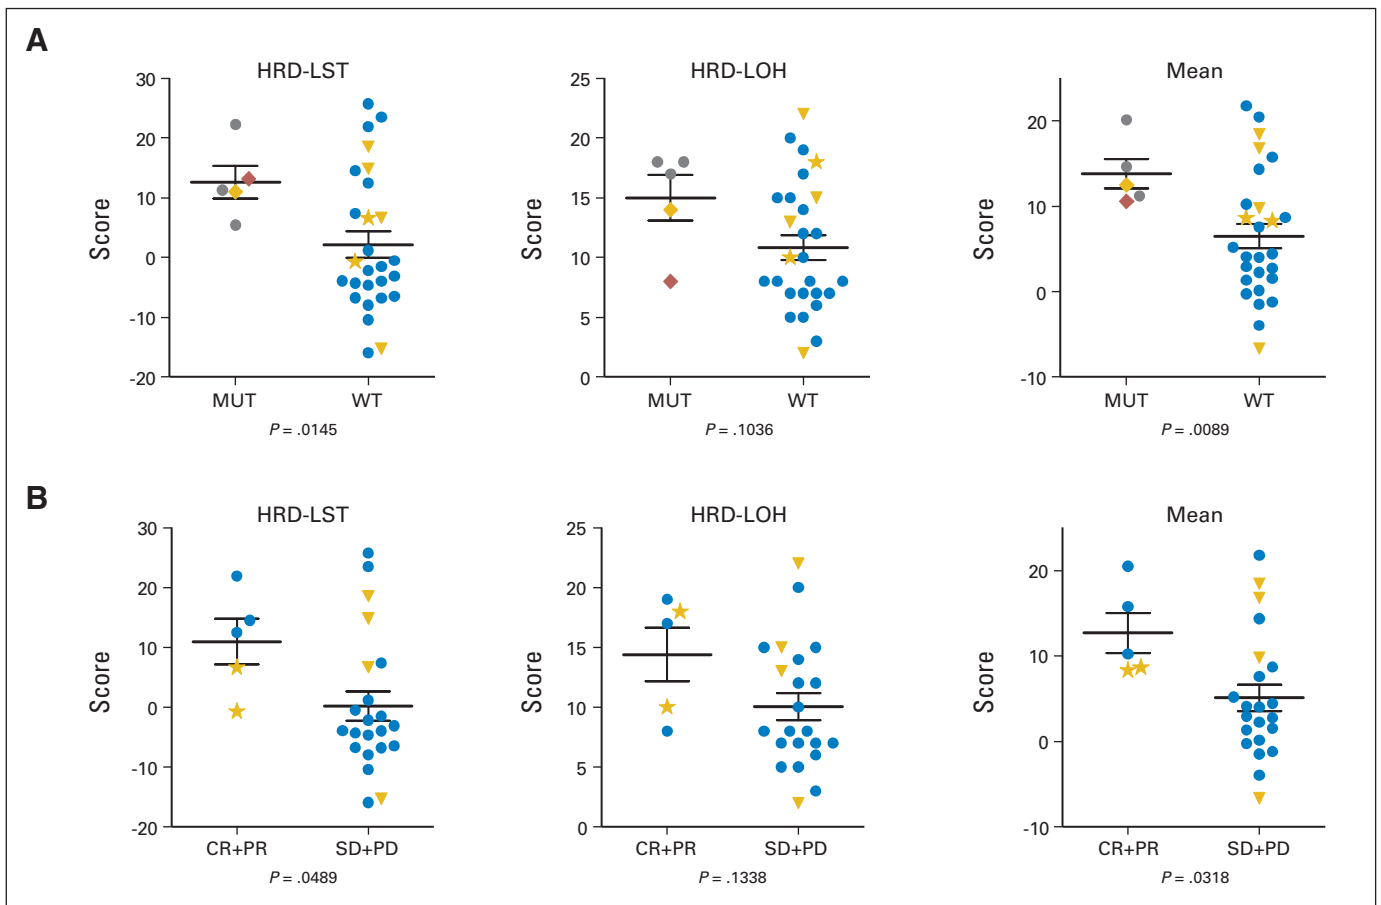 A
HRD-LST
HRD-LOH
Mean
Score
30
20
10
0
-10
-20
MUT
WT
P = .0145
Score
25
20
15
10
5
0
MUT
WT
P = .1036
Score
20
10
0
-10
MUT
WT
P = .0089
B
HRD-LST
HRD-LOH
Mean
Score
30
20
10
0
-10
-20
CR+PR
SD+PD
P = .0489
Score
25
20
15
10
5
0
CR+PR
SD+PD
P = .1338
Score
20
10
0
-10
CR+PR
SD+PD
P = .0318